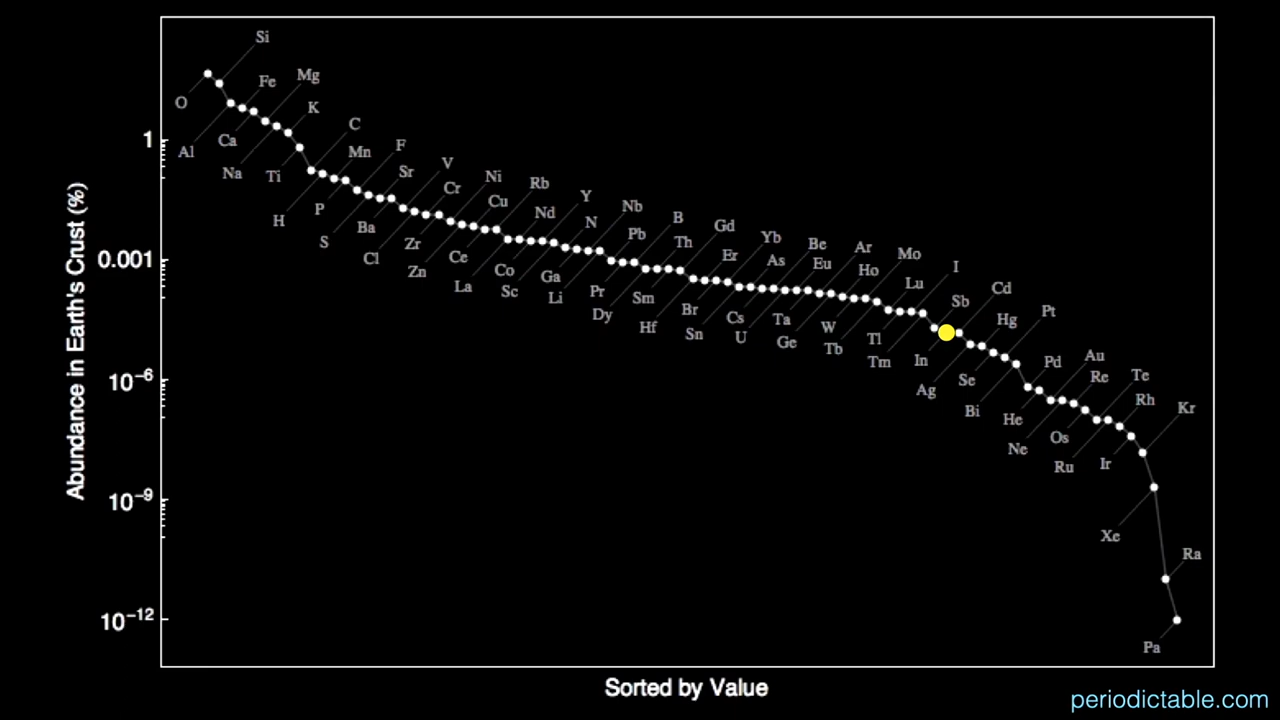 Si
Fe
Mg
O
K
C
Al
Ca
Na
Ti
Mn
F
H
P
S
Sr
V
Ba
Cl
Cr
Zr
Zn
Ni
Cu
Ce
La
Rb
Nd
Co
Sc
Y
N
Ga
Li
Nb
Pb
Pr
Dy
B
Th
Sm
Hf
Gd
Er
Br
Sn
Yb
As
Cs
U
Be
Eu
Ta
Ge
Ar
Ho
W
Tb
Mo
Lu
Tl
Tm
I
Sb
In
Ag
Cd
Hg
Se
Bi
Pt
Pd
He
Ne
Au
Re
Os
Ru
Te
Rh
Ir
Kr
Xe
Ra
Pa
1
0.001
10⁻⁶
10⁻⁹
10⁻¹²
Abundance in Earth's Crust (%)
Sorted by Value
periodictable.com